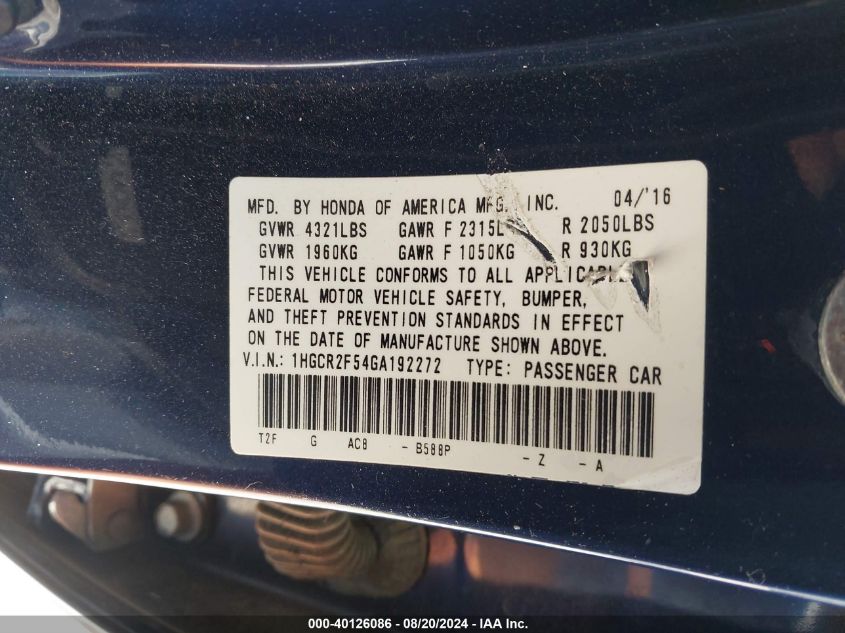 MFD. BY HONDA OF AMERICA MFG. INC. 04/'16
GVWR 4321LBS GAWR F 2315L R 2050LBS
GVWR 1960KG GAWR F 1050KG R 930KG
THIS VEHICLE CONFORMS TO ALL APPLICABLE
FEDERAL MOTOR VEHICLE SAFETY, BUMPER,
AND THEFT PREVENTION STANDARDS IN EFFECT
ON THE DATE OF MANUFACTURE SHOWN ABOVE.
V.I.N.: 1HGCR2F54GA192272 TYPE: PASSENGER CAR
T2F G AC8 - B588P - Z - A
000-40126086 - 08/20/2024 - IAA Inc.